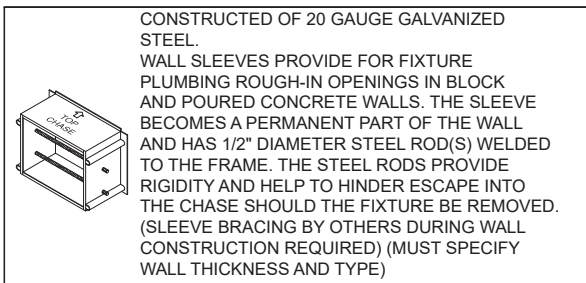 CONSTRUCTED OF 20 GAUGE GALVANIZED
STEEL.
WALL SLEEVES PROVIDE FOR FIXTURE
PLUMBING ROUGH-IN OPENINGS IN BLOCK
AND POURED CONCRETE WALLS. THE SLEEVE
BECOMES A PERMANENT PART OF THE WALL
AND HAS 1/2" DIAMETER STEEL ROD(S) WELDED
TO THE FRAME. THE STEEL RODS PROVIDE
RIGIDITY AND HELP TO HINDER ESCAPE INTO
THE CHASE SHOULD THE FIXTURE BE REMOVED.
(SLEEVE BRACING BY OTHERS DURING WALL
CONSTRUCTION REQUIRED) (MUST SPECIFY
WALL THICKNESS AND TYPE)
TOP
CHASE